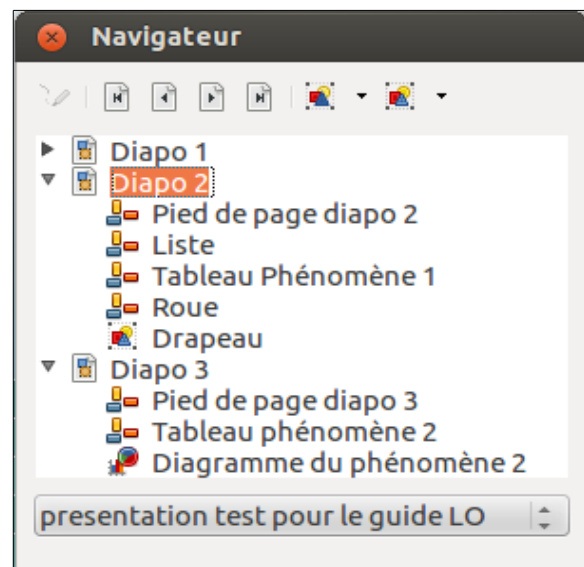 Navigateur
Diapo 1
Diapo 2
Pied de page diapo 2
Liste
Tableau Phénomène 1
Roue
Drapeau
Diapo 3
Pied de page diapo 3
Tableau phénomène 2
Diagramme du phénomène 2
presentation test pour le guide LO